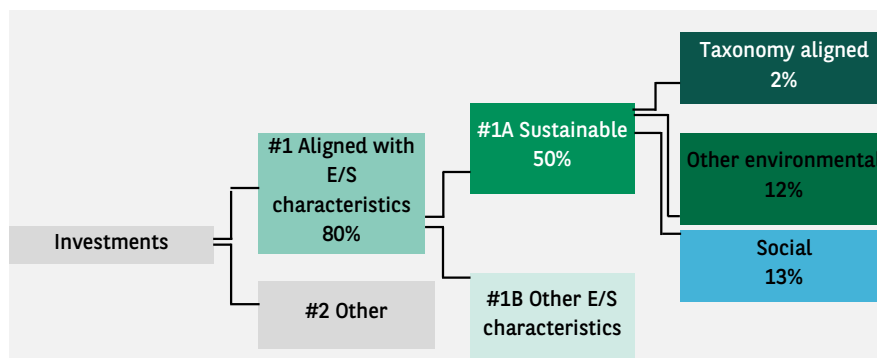 Taxonomy aligned
2%
#1A Sustainable
50%
#1 Aligned with
E/S
characteristics
80%
Other environmental
12%
Investments
Social
13%
#2 Other
#1B Other E/S
characteristics